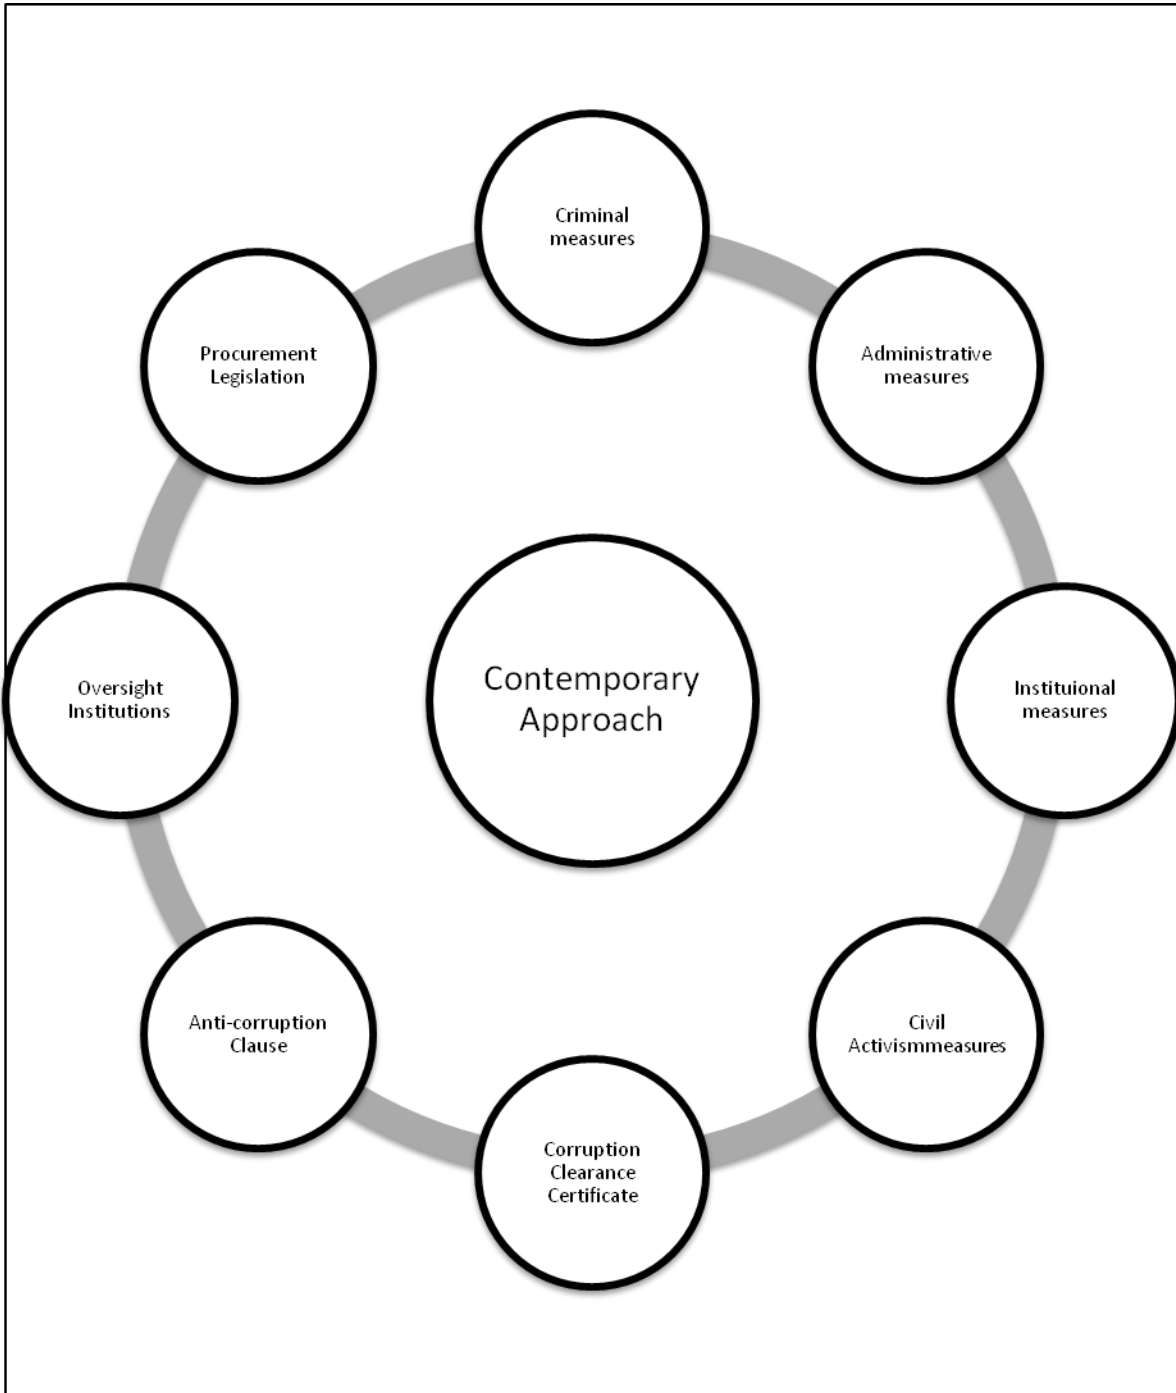 Criminal
measures
Procurement
Legislation
Administrative
measures
Oversight
Institutions
Contemporary
Approach
Instituional
measures
Anti-corruption
Clause
Civil
Activismmeasures
Corruption
Clearance
Certificate